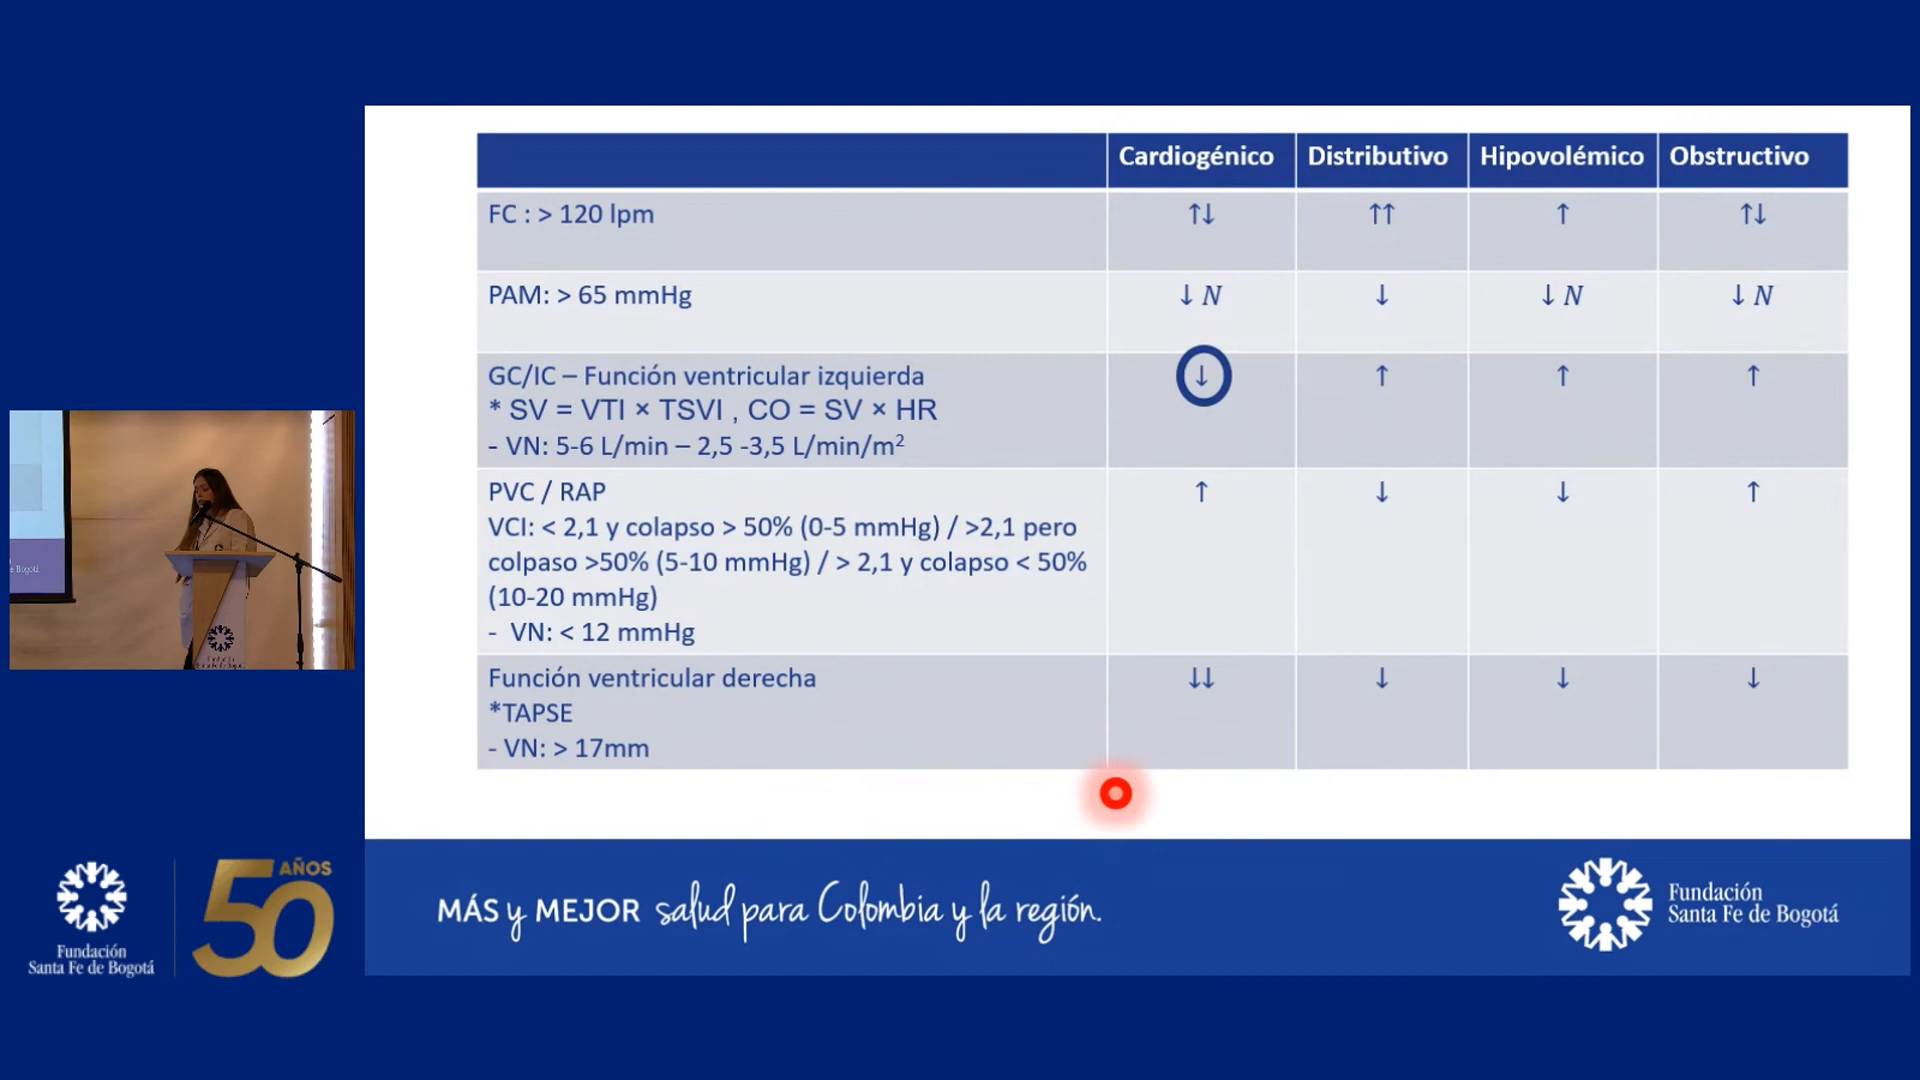 Cardiogénico Distributivo Hipovolémico Obstructivo
FC : > 120 lpm ↑↓ ↑↑ ↑ ↑↓
PAM: > 65 mmHg ↓ N ↓ ↓ N ↓ N
GC/IC – Función ventricular izquierda ↓ ↑ ↑ ↑
* SV = VTI × TSVI , CO = SV × HR
- VN: 5-6 L/min – 2,5 -3,5 L/min/m²
PVC / RAP ↑ ↓ ↓ ↑
VCI: < 2,1 y colapso > 50% (0-5 mmHg) / >2,1 pero
colpaso >50% (5-10 mmHg) / > 2,1 y colapso < 50%
(10-20 mmHg)
- VN: < 12 mmHg
Función ventricular derecha ↓↓ ↓ ↓ ↓
*TAPSE
- VN: > 17mm
e Bogotá
Fundación
Santa Fe de Bogotá
50 AÑOS
MÁS y MEJOR salud para Colombia y la región.
Fundación
Santa Fe de Bogotá